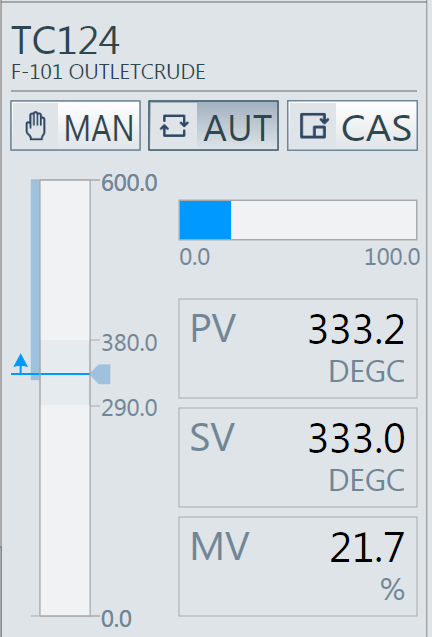 TC124
F-101 OUTLETCRUDE
MAN AUT CAS
600.0
0.0 100.0
PV 333.2
DEGC
380.0
290.0
SV 333.0
DEGC
MV 21.7
%
0.0